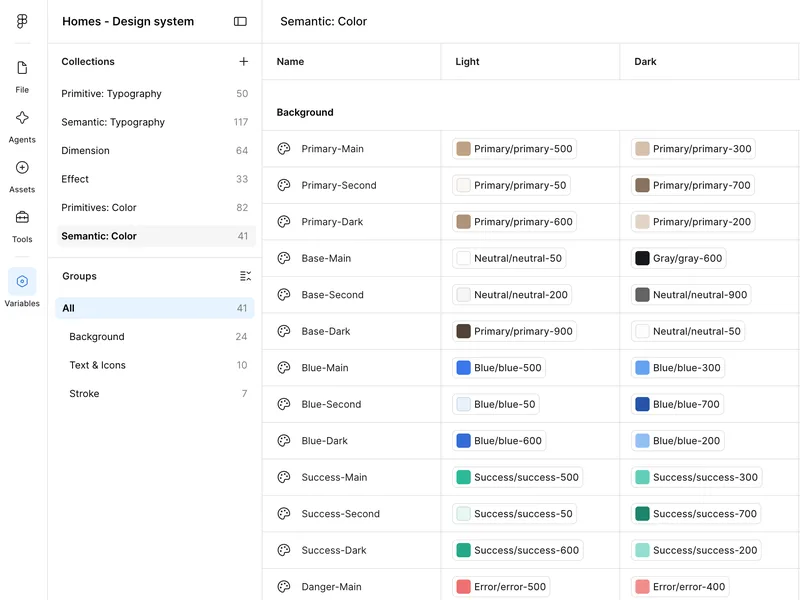 Homes - Design system
Semantic: Color
File
Agents
Assets
Tools
Variables
Collections
Primitive: Typography 50
Semantic: Typography 117
Dimension 64
Effect 33
Primitives: Color 82
Semantic: Color 41
Groups
All 41
Background 24
Text & Icons 10
Stroke 7
Name Light Dark
Background
Primary-Main Primary/primary-500 Primary/primary-300
Primary-Second Primary/primary-50 Primary/primary-700
Primary-Dark Primary/primary-600 Primary/primary-200
Base-Main Neutral/neutral-50 Gray/gray-600
Base-Second Neutral/neutral-200 Neutral/neutral-900
Base-Dark Primary/primary-900 Neutral/neutral-50
Blue-Main Blue/blue-500 Blue/blue-300
Blue-Second Blue/blue-50 Blue/blue-700
Blue-Dark Blue/blue-600 Blue/blue-200
Success-Main Success/success-500 Success/success-300
Success-Second Success/success-50 Success/success-700
Success-Dark Success/success-600 Success/success-200
Danger-Main Error/error-500 Error/error-400